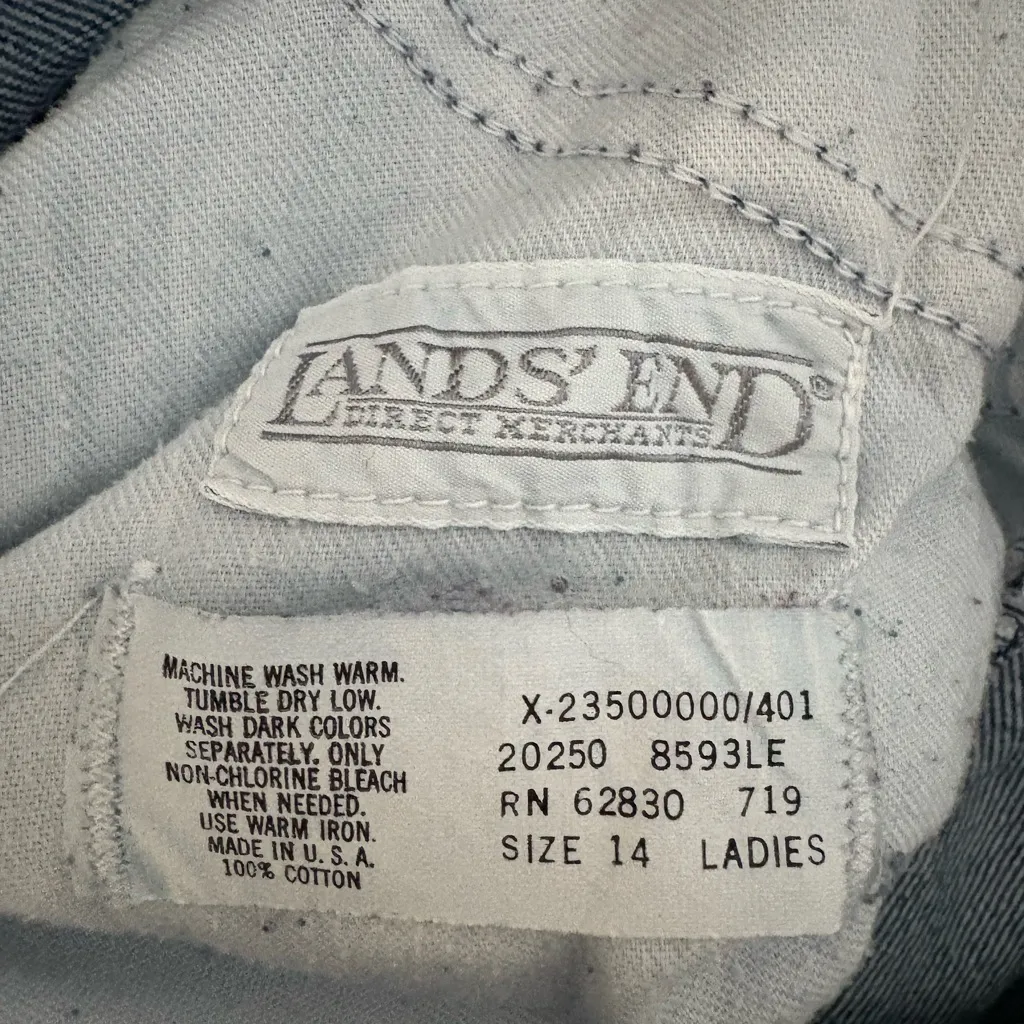 LANDS' END®
DIRECT MERCHANTS
MACHINE WASH WARM.
TUMBLE DRY LOW.
WASH DARK COLORS
SEPARATELY. ONLY
NON-CHLORINE BLEACH
WHEN NEEDED.
USE WARM IRON.
MADE IN U. S. A.
100% COTTON
X-23500000/401
20250 8593LE
RN 62830 719
SIZE 14 LADIES